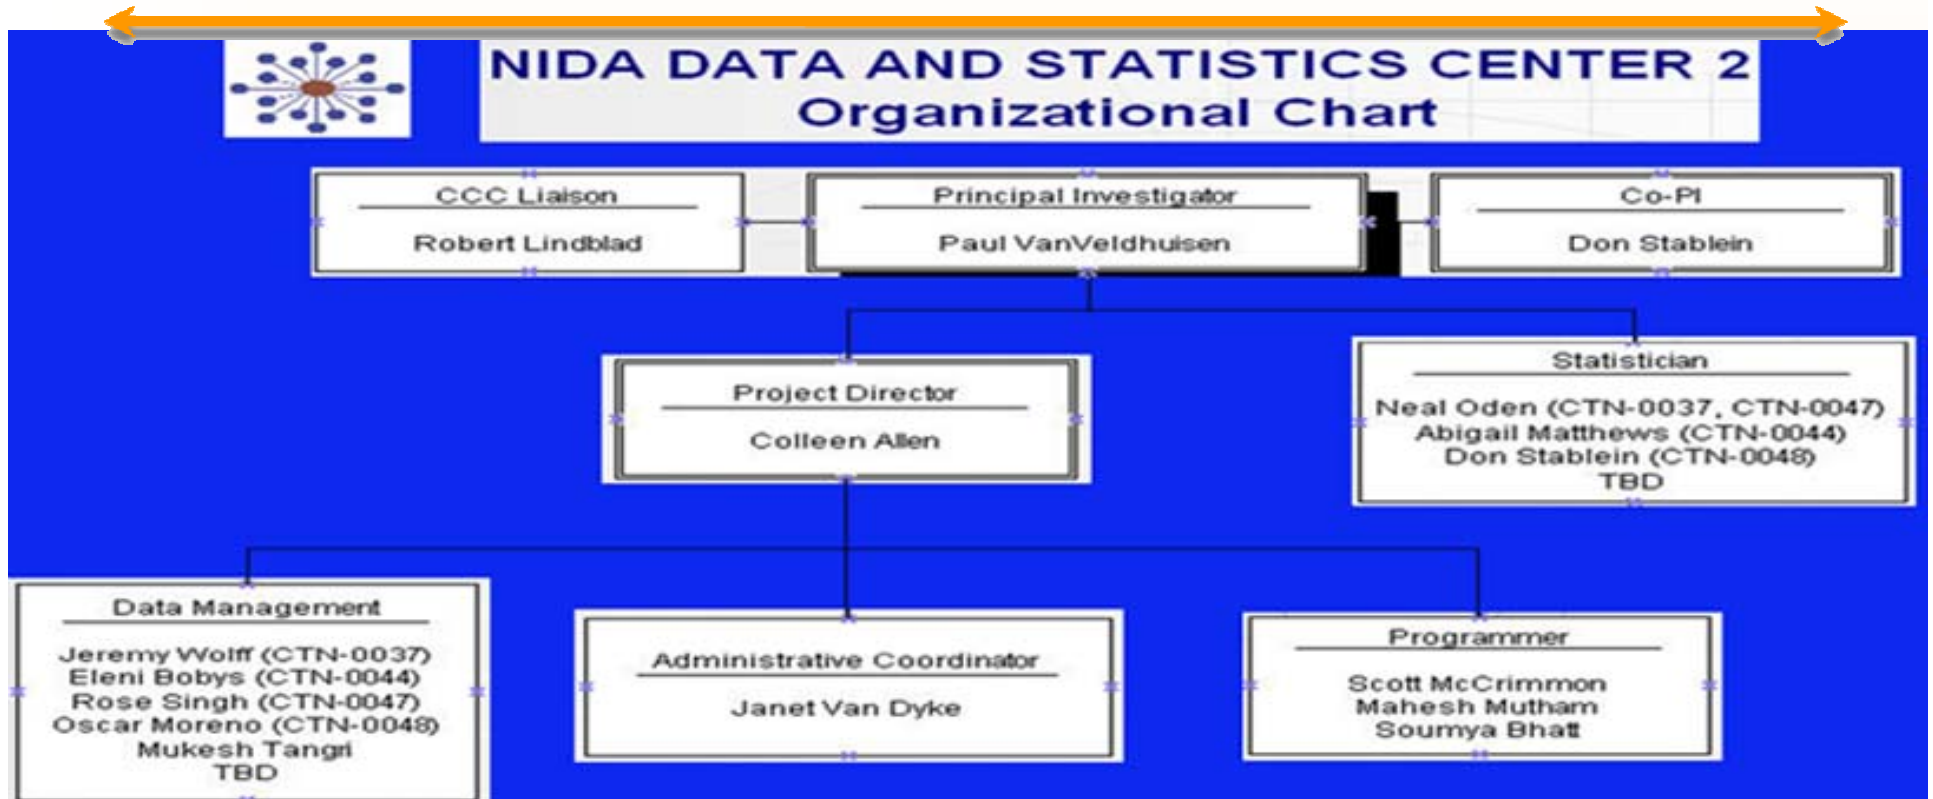 NIDA DATA AND STATISTICS CENTER 2
Organizational Chart
CCC Liaison
Robert Lindblad
Principal Investigator
Paul VanVeldhuisen
Co-PI
Don Stablein
Project Director
Colleen Allen
Statistician
Neal Oden (CTN-0037, CTN-0047)
Abigail Matthews (CTN-0044)
Don Stablein (CTN-0048)
TBD
Data Management
Jeremy Wolff (CTN-0037)
Eleni Bobys (CTN-0044)
Rose Singh (CTN-0047)
Oscar Moreno (CTN-0048)
Mukesh Tangri
TBD
Administrative Coordinator
Janet Van Dyke
Programmer
Scott McCrimmon
Mahesh Mutham
Soumya Bhatt